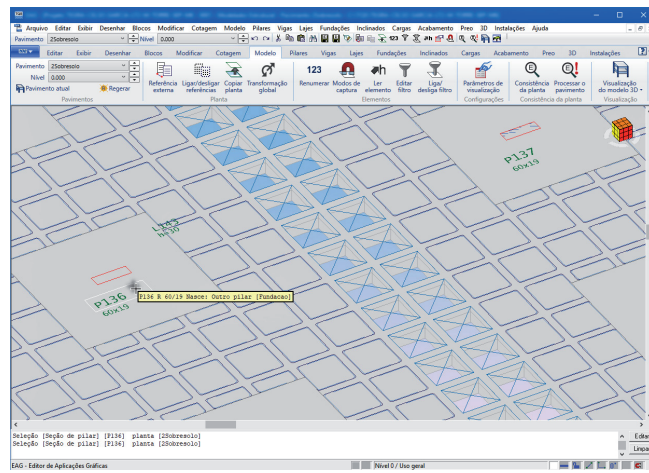 Arquivo Editar Exibir Desenhar Blocos Modificar Cotagem Modelo Pilares Vigas Lajes Fundações Inclinados Cargas Acabamento Preo 3D Instalações Ajuda
Pavimento 2Sobresolo Nível 0.000 123
Editar Exibir Desenhar Blocos Modificar Cotagem Modelo Pilares Vigas Lajes Fundações Inclinados Cargas Acabamento Preo 3D Instalações
Pavimento 2Sobresolo
Nível 0.000
Pavimento atual Regerar
Pavimentos
Referência externa
Ligar/desligar referências
Copiar planta
Transformação global
Planta
123
Renumerar
Modos de captura
Ler elemento
Editar filtro
Liga/ desliga filtro
Elementos
Parâmetros de visualização
Configurações
Consistência da planta
Processar o pavimento
Consistência da planta
Visualização do modelo 3D
Visualização
P137
60x19
L143
h=30
P136
60x19
P136 R 60/19 Nasce: Outro pilar [Fundacao]
Seleção [Seção de pilar] [P136] planta [2Sobresolo]
Seleção [Seção de pilar] [P136] planta [2Sobresolo]
Editar
Limpa
EAG - Editor de Aplicações Gráficas
Nível 0 / Uso geral